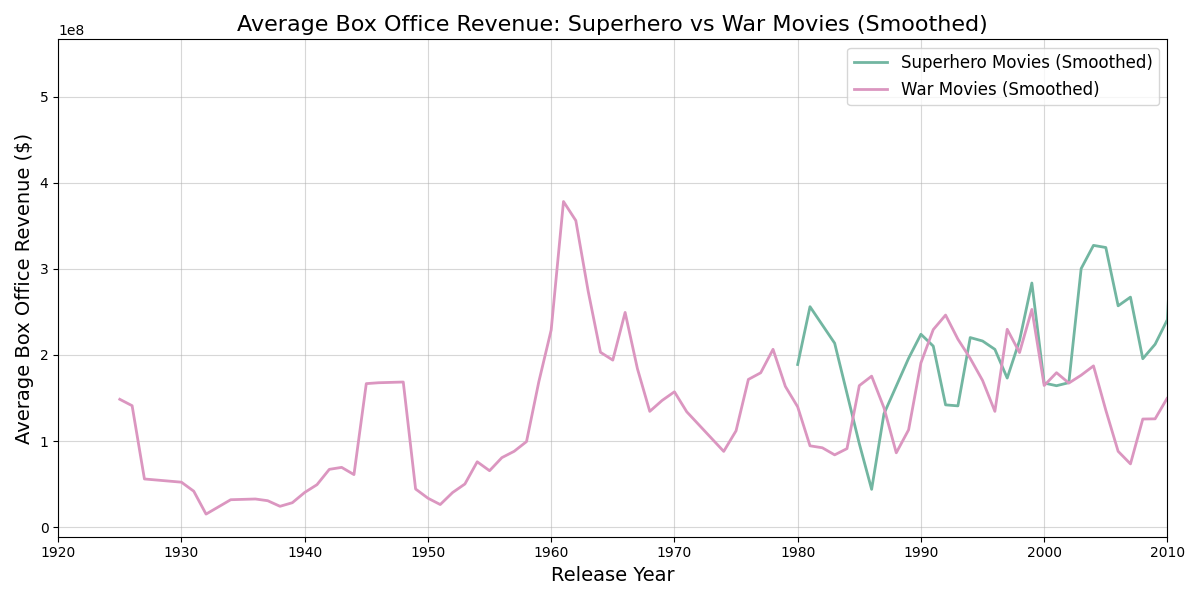 Average Box Office Revenue: Superhero vs War Movies (Smoothed)
1e8
Superhero Movies (Smoothed)
War Movies (Smoothed)
5
4
3
2
1
0
Average Box Office Revenue ($)
1920 1930 1940 1950 1960 1970 1980 1990 2000 2010
Release Year